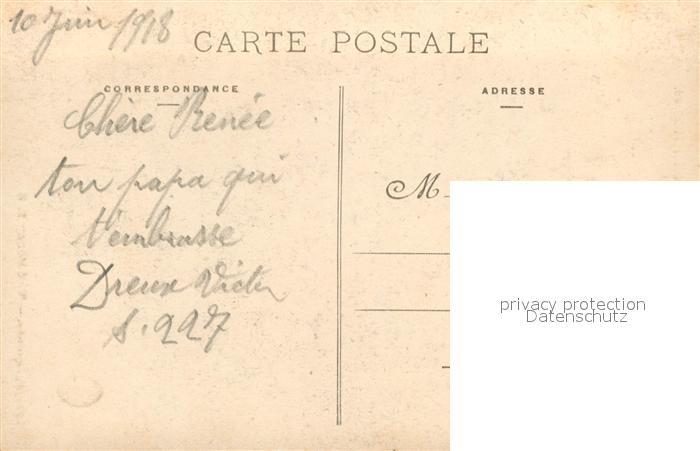 10 Juin 1918
CARTE POSTALE
CORRESPONDANCE
ADRESSE
Chère Renée
ton papa qui
t'embrasse
Dreux Victor
S. 227
M
privacy protection
Datenschutz